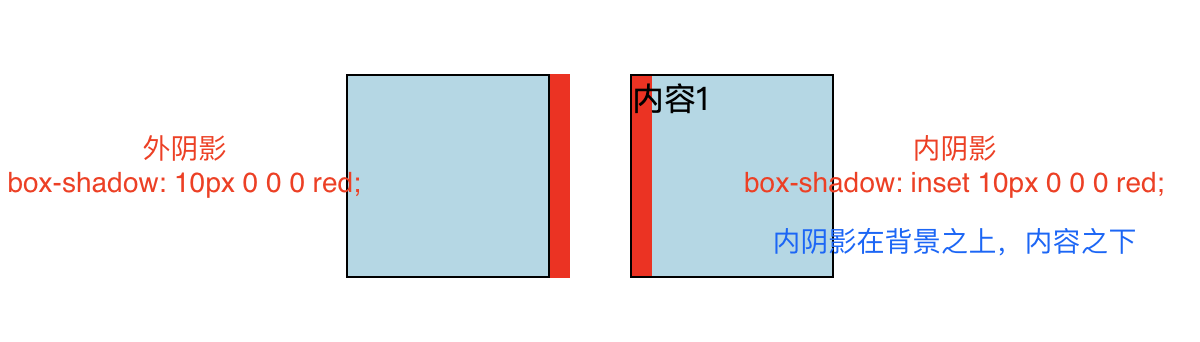 内容1
外阴影
box-shadow: 10px 0 0 0 red;
内阴影
box-shadow: inset 10px 0 0 0 red;
内阴影在背景之上，内容之下